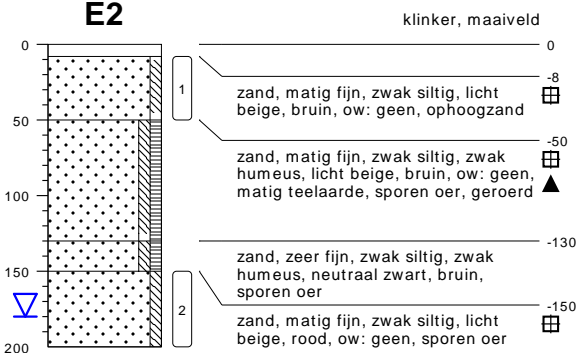 E2
klinker, maaiveld
0
0
-8
zand, matig fijn, zwak siltig, licht
beige, bruin, ow: geen, ophoogzand
1
50
-50
zand, matig fijn, zwak siltig, zwak
humeus, licht beige, bruin, ow: geen,
matig teelaarde, sporen oer, geroerd
100
-130
zand, zeer fijn, zwak siltig, zwak
humeus, neutraal zwart, bruin,
sporen oer
150
-150
zand, matig fijn, zwak siltig, licht
beige, rood, ow: geen, sporen oer
2
200